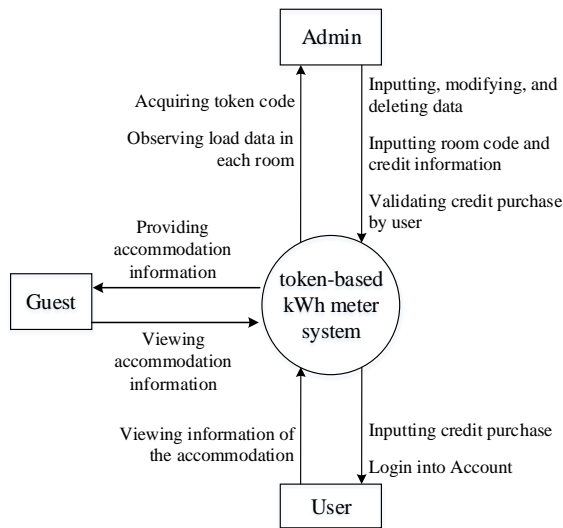 Admin
Acquiring token code
Observing load data in
each room
Inputting, modifying, and
deleting data
Inputting room code and
credit information
Validating credit purchase
by user
Providing
accommodation
information
token-based
kWh meter
system
Guest
Viewing
accommodation
information
Viewing information of
the accommodation
Inputting credit purchase
Login into Account
User